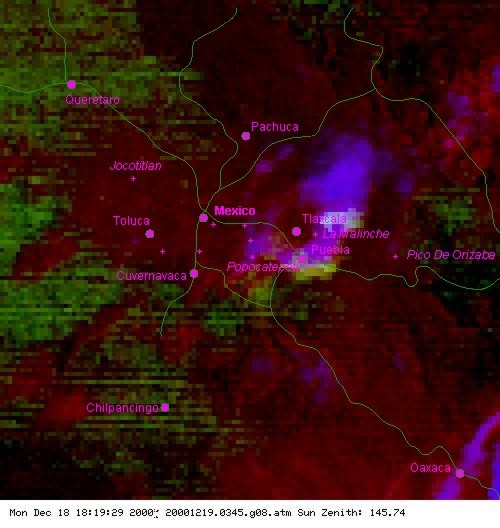 Queretaro
Pachuca
Jocotitlan
Mexico
Toluca
Tlaxcala
La Malinche
Puebla
Pico De Orizaba
Popocatepetl
Cuvernavaca
Chilpancingo
Oaxaca
Mon Dec 18 18:19:29 2000; 20001219.0345.g08.atm Sun Zenith: 145.74